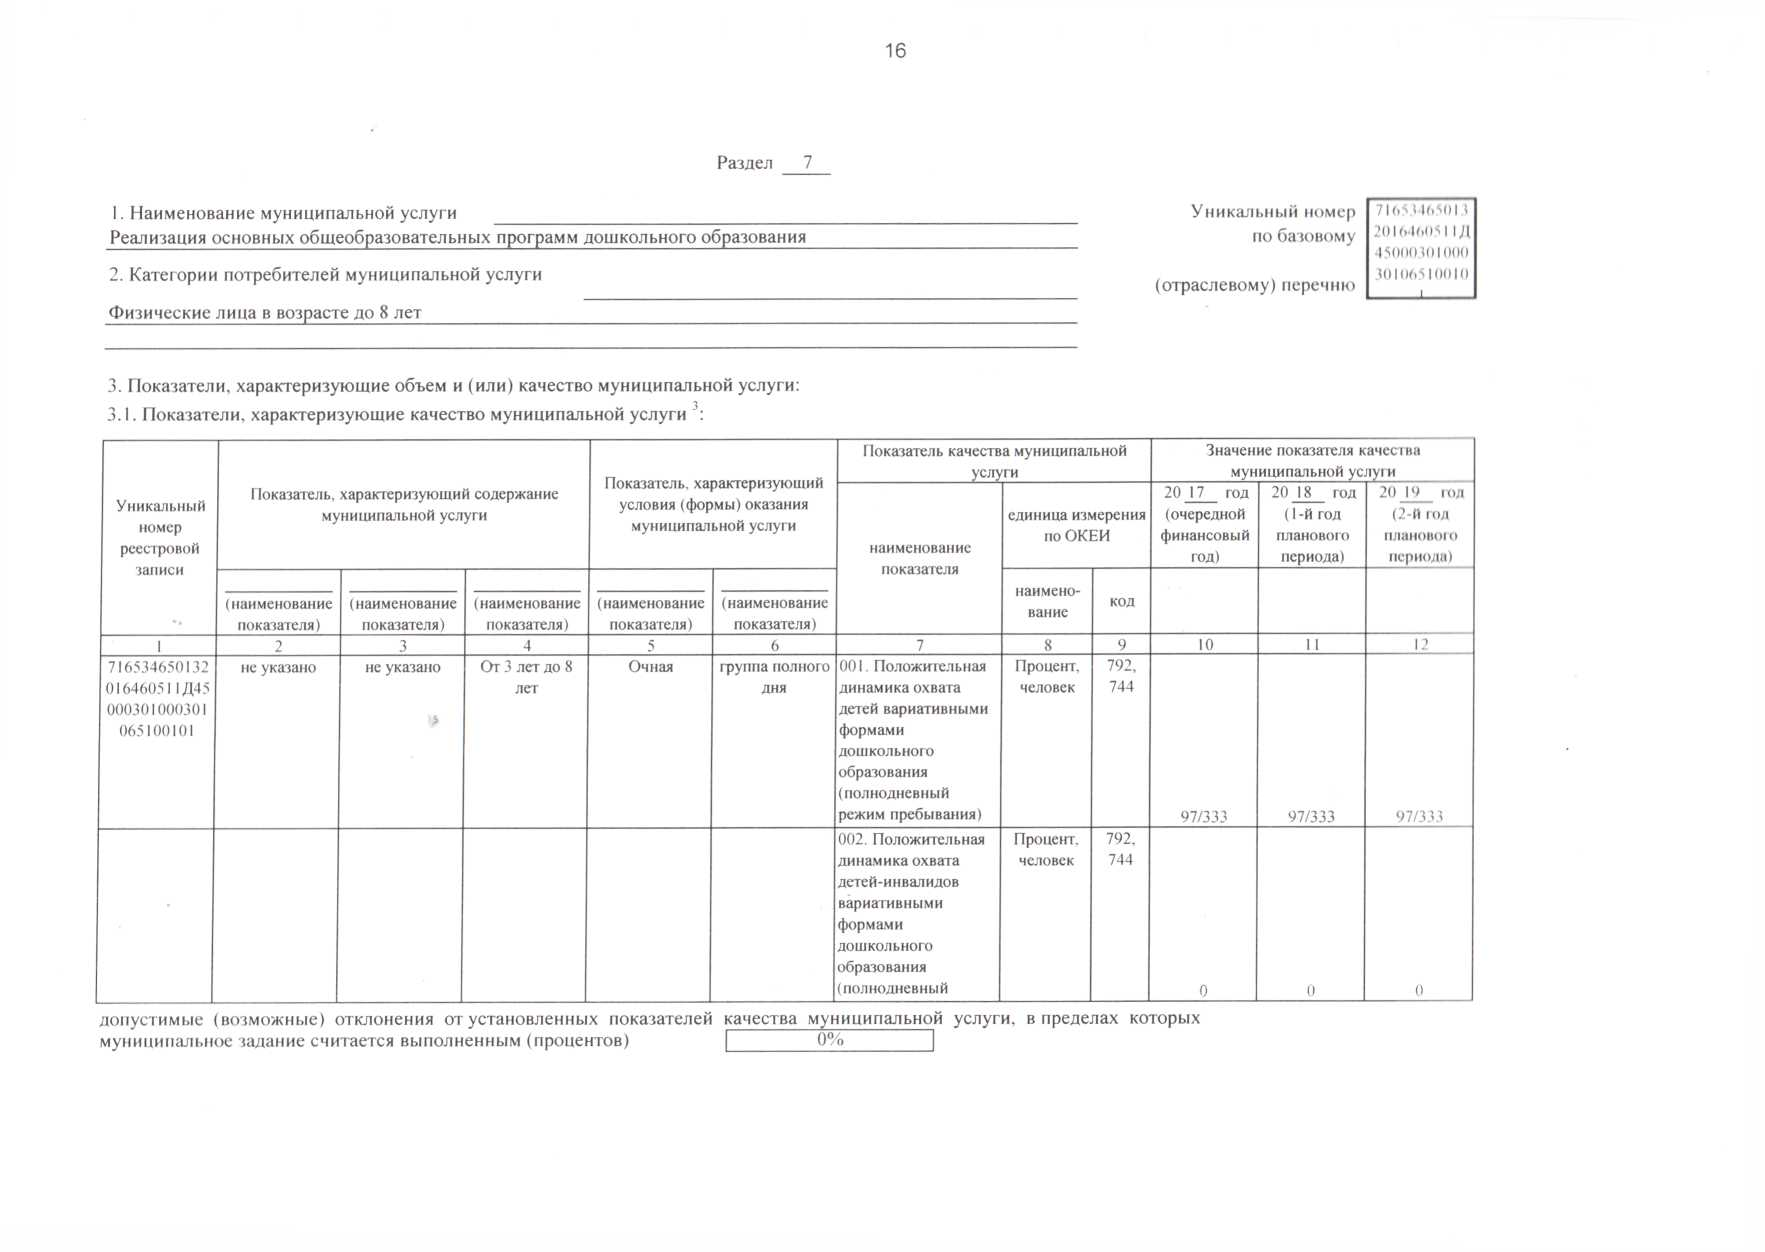 16
Раздел 7
1. Наименование муниципальной услуги
Реализация основных общеобразовательных программ дошкольного образования
2. Категории потребителей муниципальной услуги
Физические лица в возрасте до 8 лет
Уникальный номер
по базовому
(отраслевому) перечню
71653465013
2016460511Д
45000301000
30106510010
1
3. Показатели, характеризующие объем и (или) качество муниципальной услуги:
3.1. Показатели, характеризующие качество муниципальной услуги 3:
Уникальный
номер
реестровой
записи
Показатель, характеризующий содержание
муниципальной услуги
Показатель, характеризующий
условия (формы) оказания
муниципальной услуги
Показатель качества муниципальной
услуги
Значение показателя качества
муниципальной услуги
наименование
показателя
единица измерения
по ОКЕИ
20 17 год
(очередной
финансовый
год)
20 18 год
(1-й год
планового
периода)
20 19 год
(2-й год
планового
периода)
(наименование
показателя)
(наименование
показателя)
(наименование
показателя)
(наименование
показателя)
(наименование
показателя)
наимено-
вание
код
1 2 3 4 5 6 7 8 9 10 11 12
716534650132
016460511Д45
000301000301
065100101
не указано
не указано
От 3 лет до 8
лет
Очная
группа полного
дня
001. Положительная
динамика охвата
детей вариативными
формами
дошкольного
образования
(полнодневный
режим пребывания)
Процент,
человек
792,
744
97/333
97/333
97/333
002. Положительная
динамика охвата
детей-инвалидов
вариативными
формами
дошкольного
образования
(полнодневный
Процент,
человек
792,
744
0
0
0
допустимые (возможные) отклонения от установленных показателей качества муниципальной услуги, в пределах которых
муниципальное задание считается выполненным (процентов) 0%